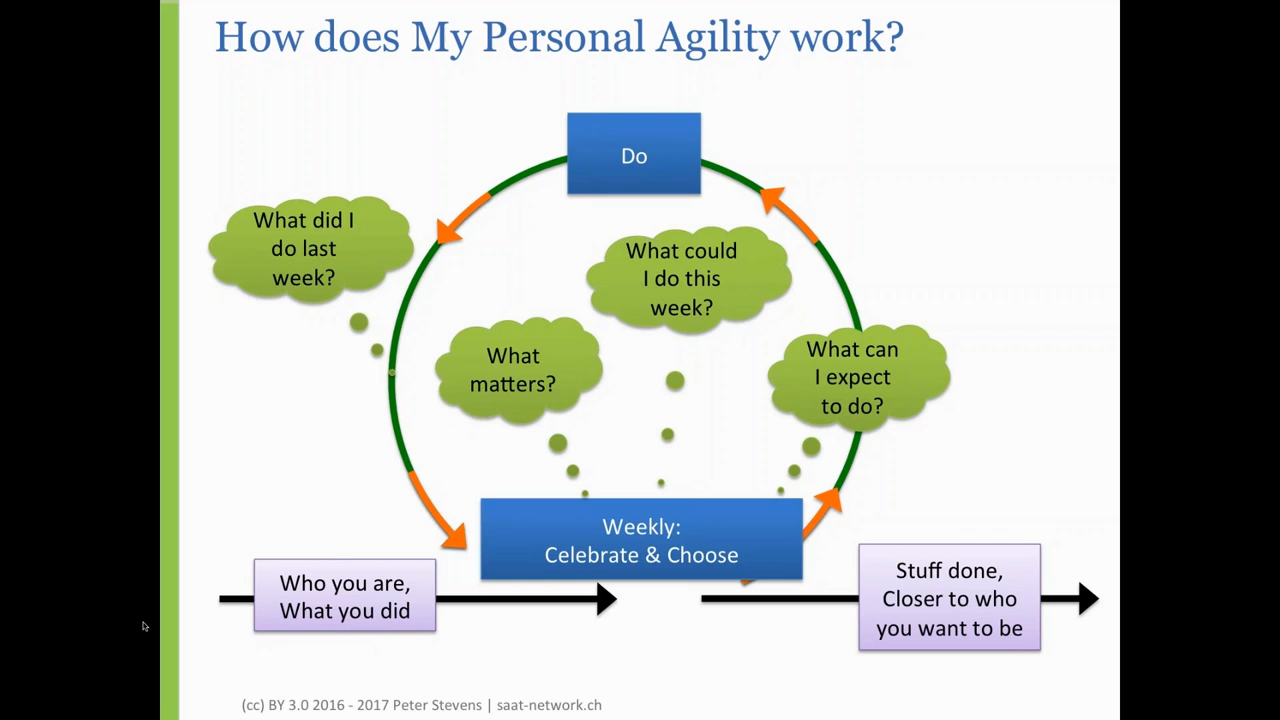 How does My Personal Agility work?
Do
What did I
do last
week?
What could
I do this
week?
What
matters?
What can
I expect
to do?
Weekly:
Celebrate & Choose
Who you are,
What you did
Stuff done,
Closer to who
you want to be
(cc) BY 3.0 2016 - 2017 Peter Stevens | saat-network.ch